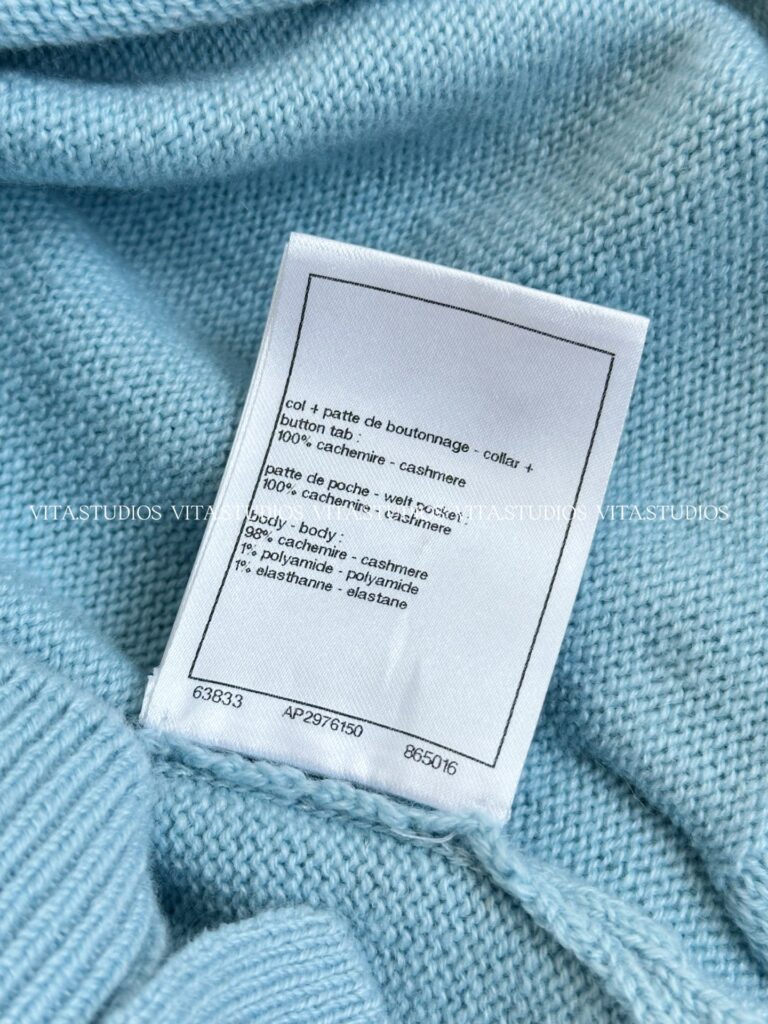 col + patte de boutonnage - collar +
button tab :
100% cachemire - cashmere
patte de poche - welt pocket :
100% cachemire - cashmere
VITA.STUDIOS VITA.STUDIOS VITA.STUDIOS VITA.STUDIOS VITA.STUDIOS
body - body :
98% cachemire - cashmere
1% polyamide - polyamide
1% elasthanne - elastane
63833 AP2976150 865016